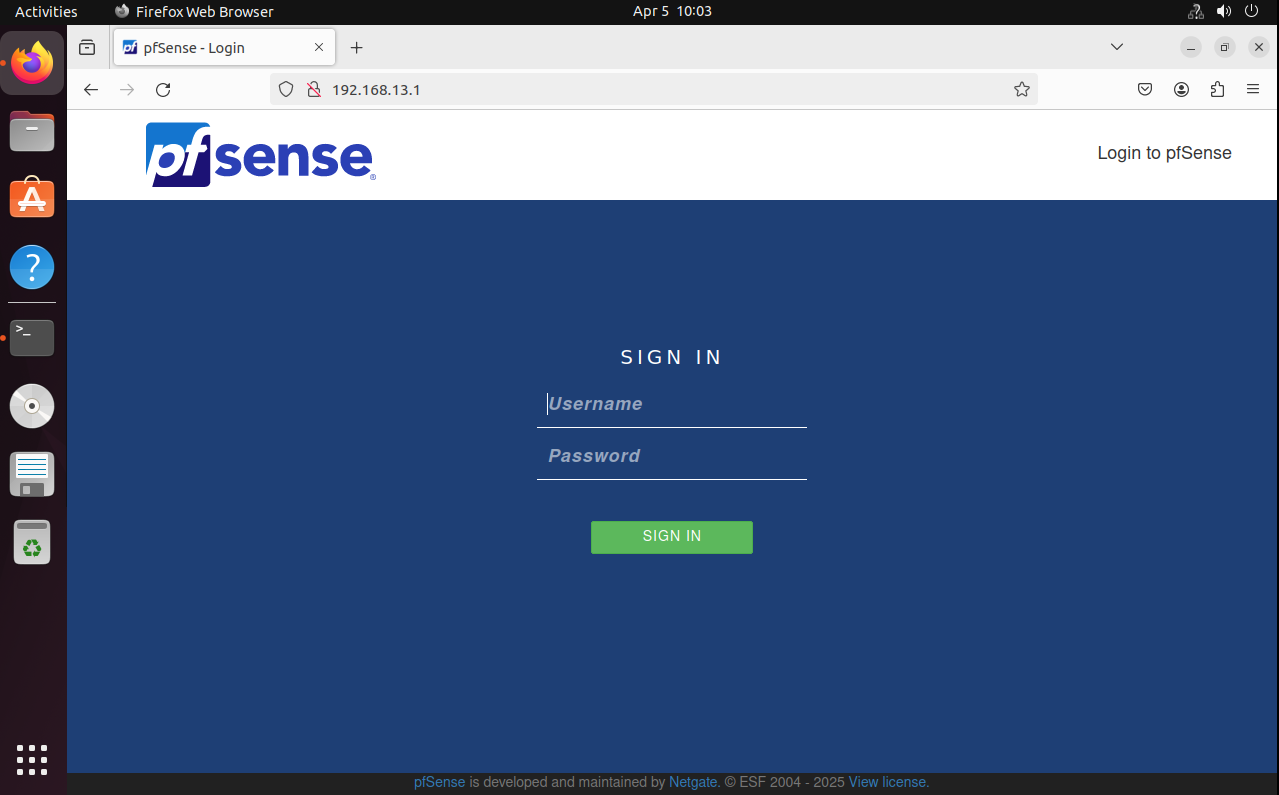 Activities
Firefox Web Browser
Apr 5 10:03
pfSense - Login
192.168.13.1
pfsense
Login to pfSense
SIGN IN
Username
Password
SIGN IN
pfSense is developed and maintained by Netgate. © ESF 2004 - 2025 View license.